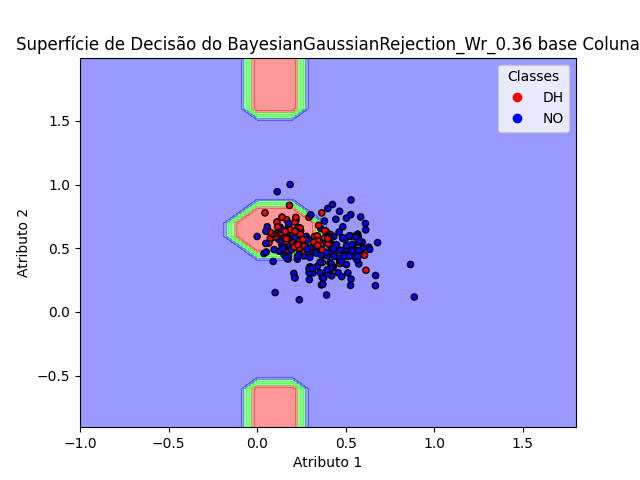 Superfície de Decisão do BayesianGaussianRejection_Wr_0.36 base Coluna
Classes
DH
NO
Atributo 2
1.5
1.0
0.5
0.0
−0.5
−1.0
−0.5
0.0
0.5
1.0
1.5
Atributo 1